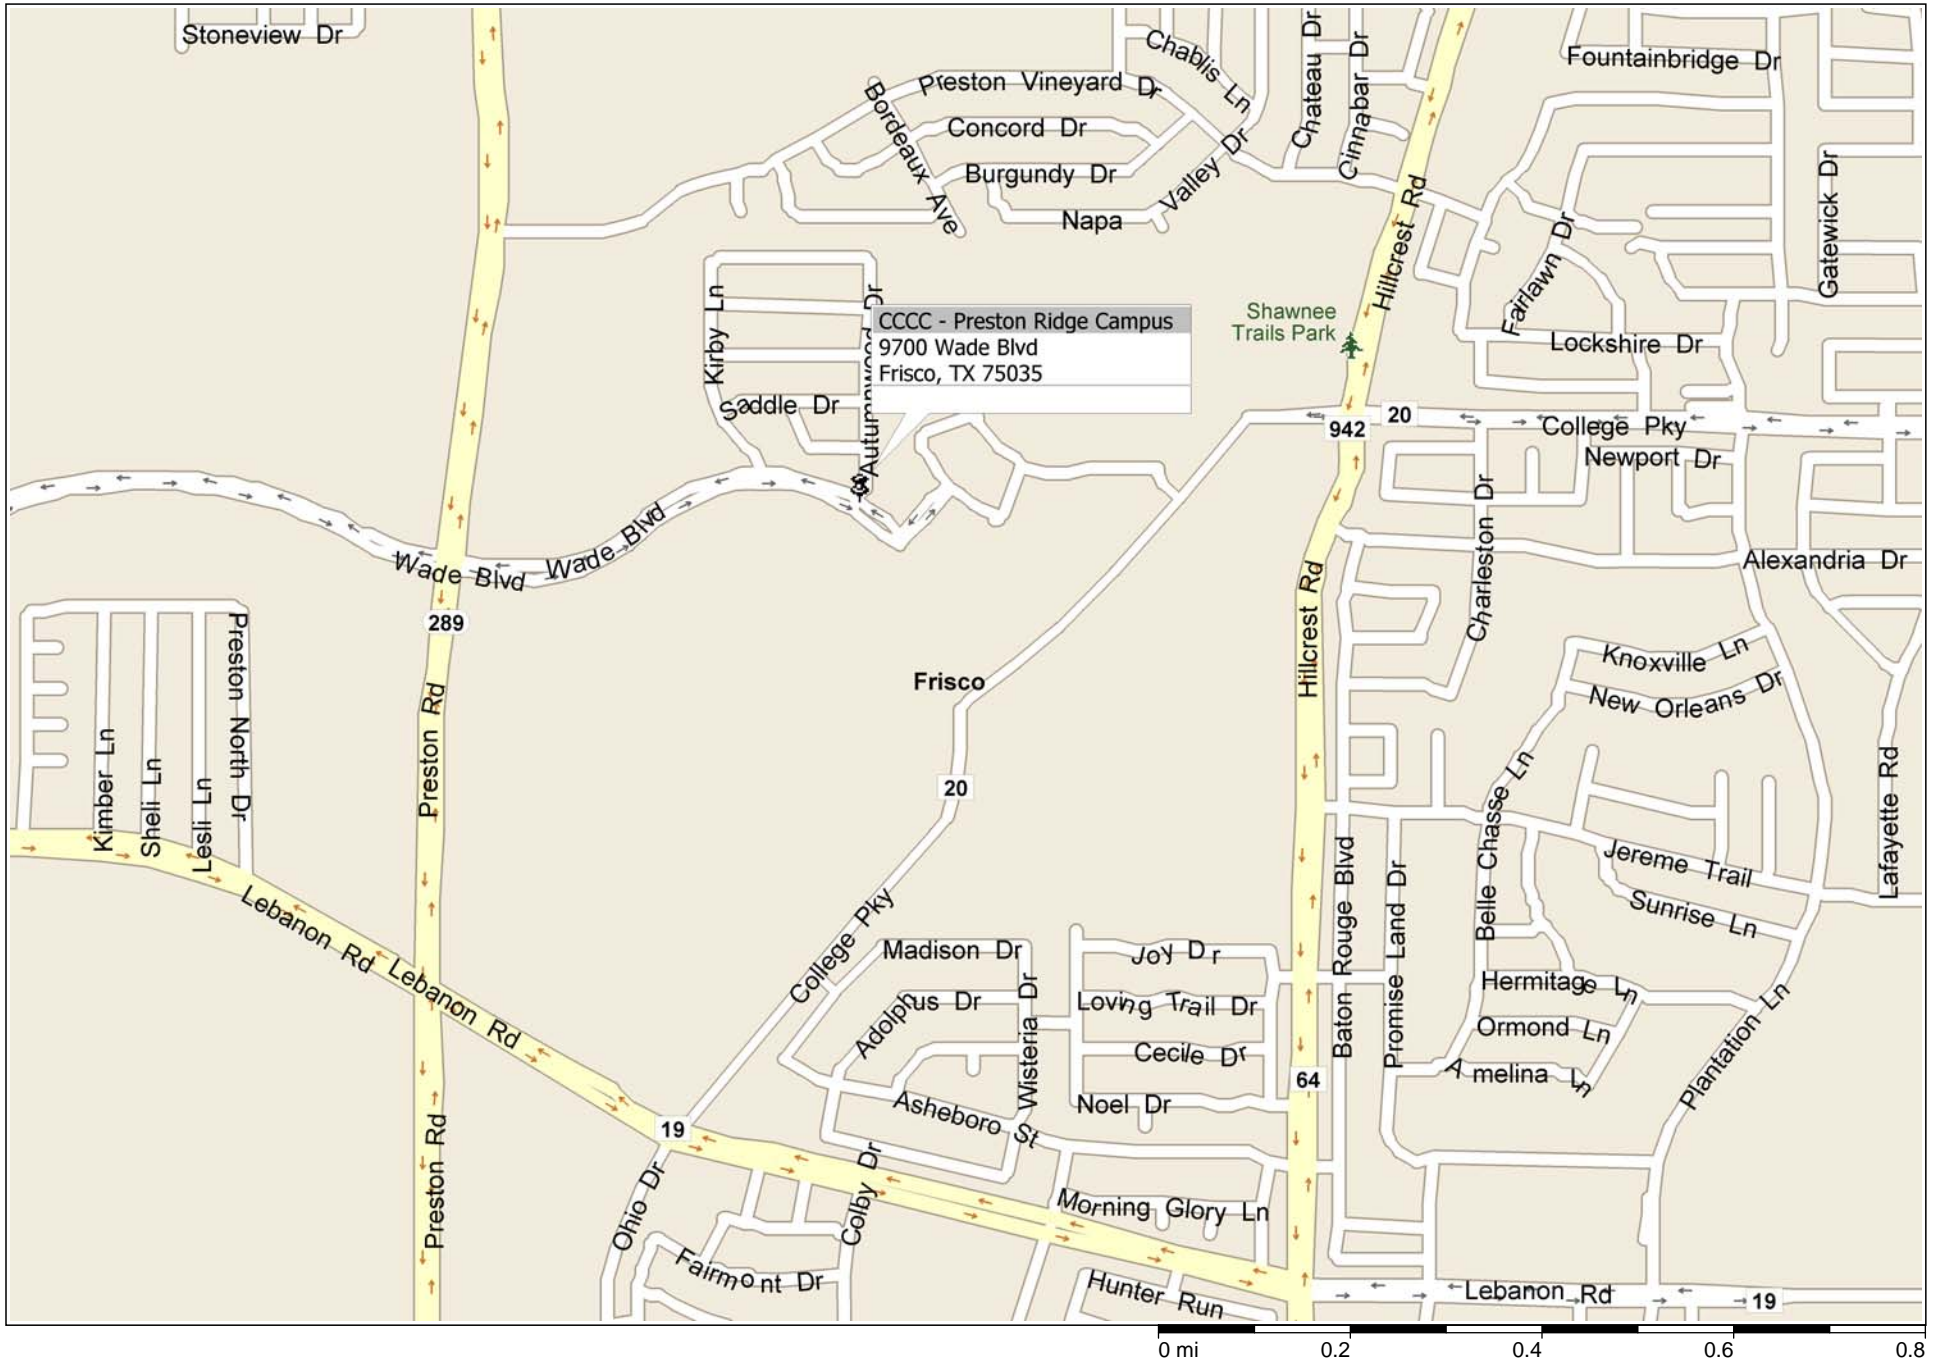 Stoneview Dr
Chablis Ln
Chateau Dr
Cinnabar Dr
Fountainbridge Dr
Preston Vineyard Dr
Bordeaux Ave
Concord Dr
Burgundy Dr
Valley Dr
Napa
Hillcrest Rd
Gatewick Dr
Fairlawn Dr
Kirby Ln
Autumnwood Dr
CCCC - Preston Ridge Campus
9700 Wade Blvd
Frisco, TX 75035
Shawnee
Trails Park
Lockshire Dr
Saddle Dr
942
20
College Pky
Newport Dr
Charleston Dr
Wade Blvd
Wade Blvd
Alexandria Dr
289
Hillcrest Rd
Preston North Dr
Kimber Ln
Sheli Ln
Lesli Ln
Preston Rd
Frisco
Knoxville Ln
New Orleans Dr
20
Belle Chasse Ln
Lafayette Rd
Jereme Trail
Sunrise Ln
Lebanon Rd
Lebanon Rd
College Pky
Madison Dr
Adolphus Dr
Wisteria Dr
Joy Dr
Loving Trail Dr
Cecile Dr
Noel Dr
Baton Rouge Blvd
Promise Land Dr
Hermitage Ln
Ormond Ln
Amelina Ln
Plantation Ln
64
19
Asheboro St
Preston Rd
Ohio Dr
Colby Dr
Fairmont Dr
Morning Glory Ln
Hunter Run
Lebanon Rd
19
0 mi
0.2
0.4
0.6
0.8